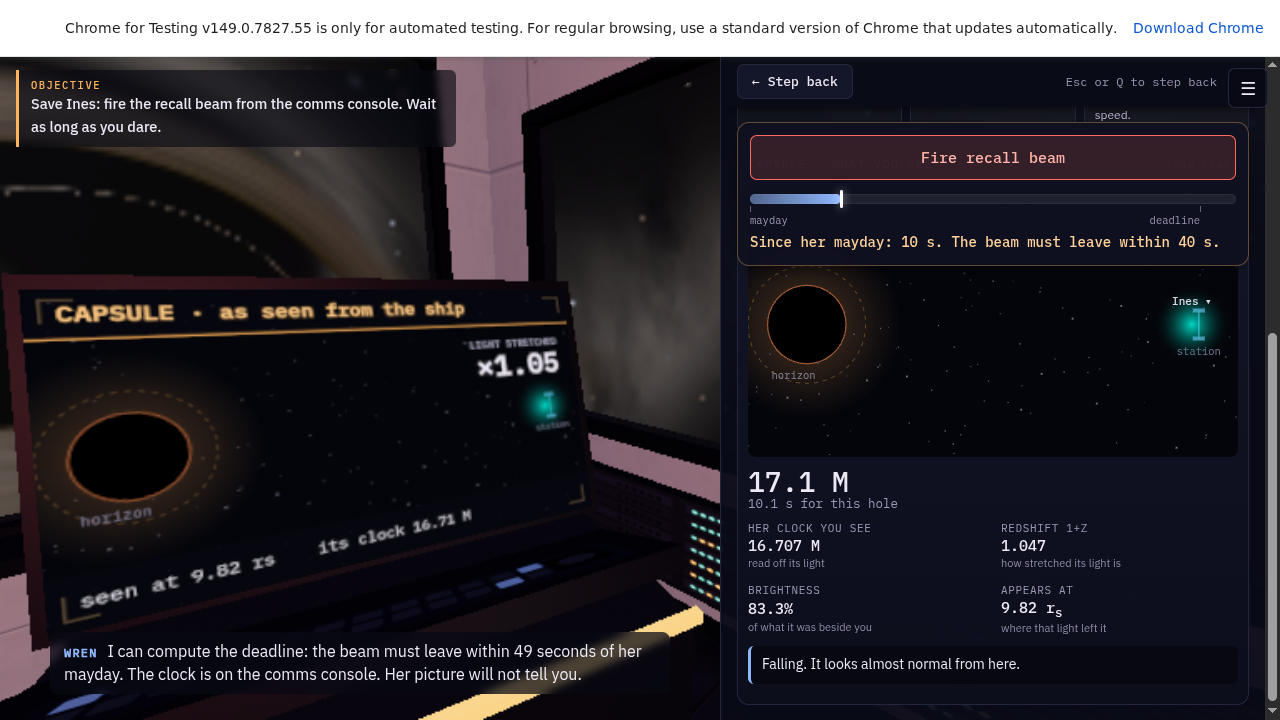 Chrome for Testing v149.0.7827.55 is only for automated testing. For regular browsing, use a standard version of Chrome that updates automatically. Download Chrome
OBJECTIVE
Save Ines: fire the recall beam from the comms console. Wait
as long as you dare.
CAPSULE · as seen from the ship
LIGHT STRETCHED
×1.05
station
horizon
seen at 9.82 rs
its clock 16.71 M
WREN I can compute the deadline: the beam must leave within 49 seconds of her
mayday. The clock is on the comms console. Her picture will not tell you.
← Step back
Esc or Q to step back
☰
speed.
Fire recall beam
mayday
deadline
Since her mayday: 10 s. The beam must leave within 40 s.
Ines ▾
station
horizon
17.1 M
10.1 s for this hole
HER CLOCK YOU SEE
16.707 M
read off its light
REDSHIFT 1+Z
1.047
how stretched its light is
BRIGHTNESS
83.3%
of what it was beside you
APPEARS AT
9.82 rs
where that light left it
Falling. It looks almost normal from here.